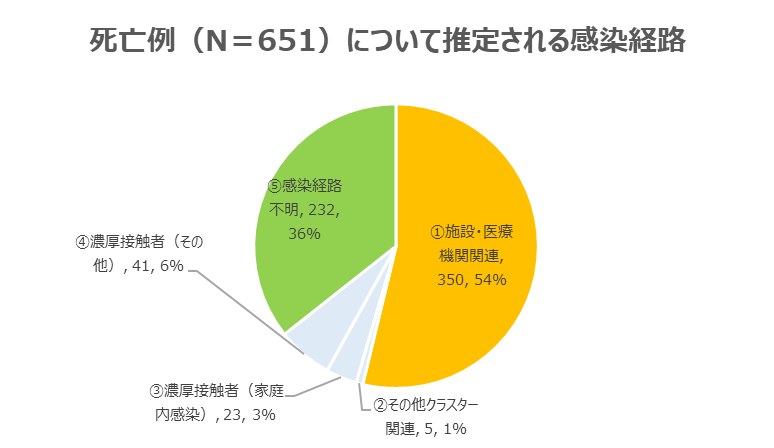 死亡例（N＝651）について推定される感染経路
①施設・医療
機関関連,
350, 54%
②その他クラスター
関連, 5, 1%
③濃厚接触者（家庭
内感染）, 23, 3%
④濃厚接触者（その
他）, 41, 6%
⑤感染経路
不明, 232,
36%